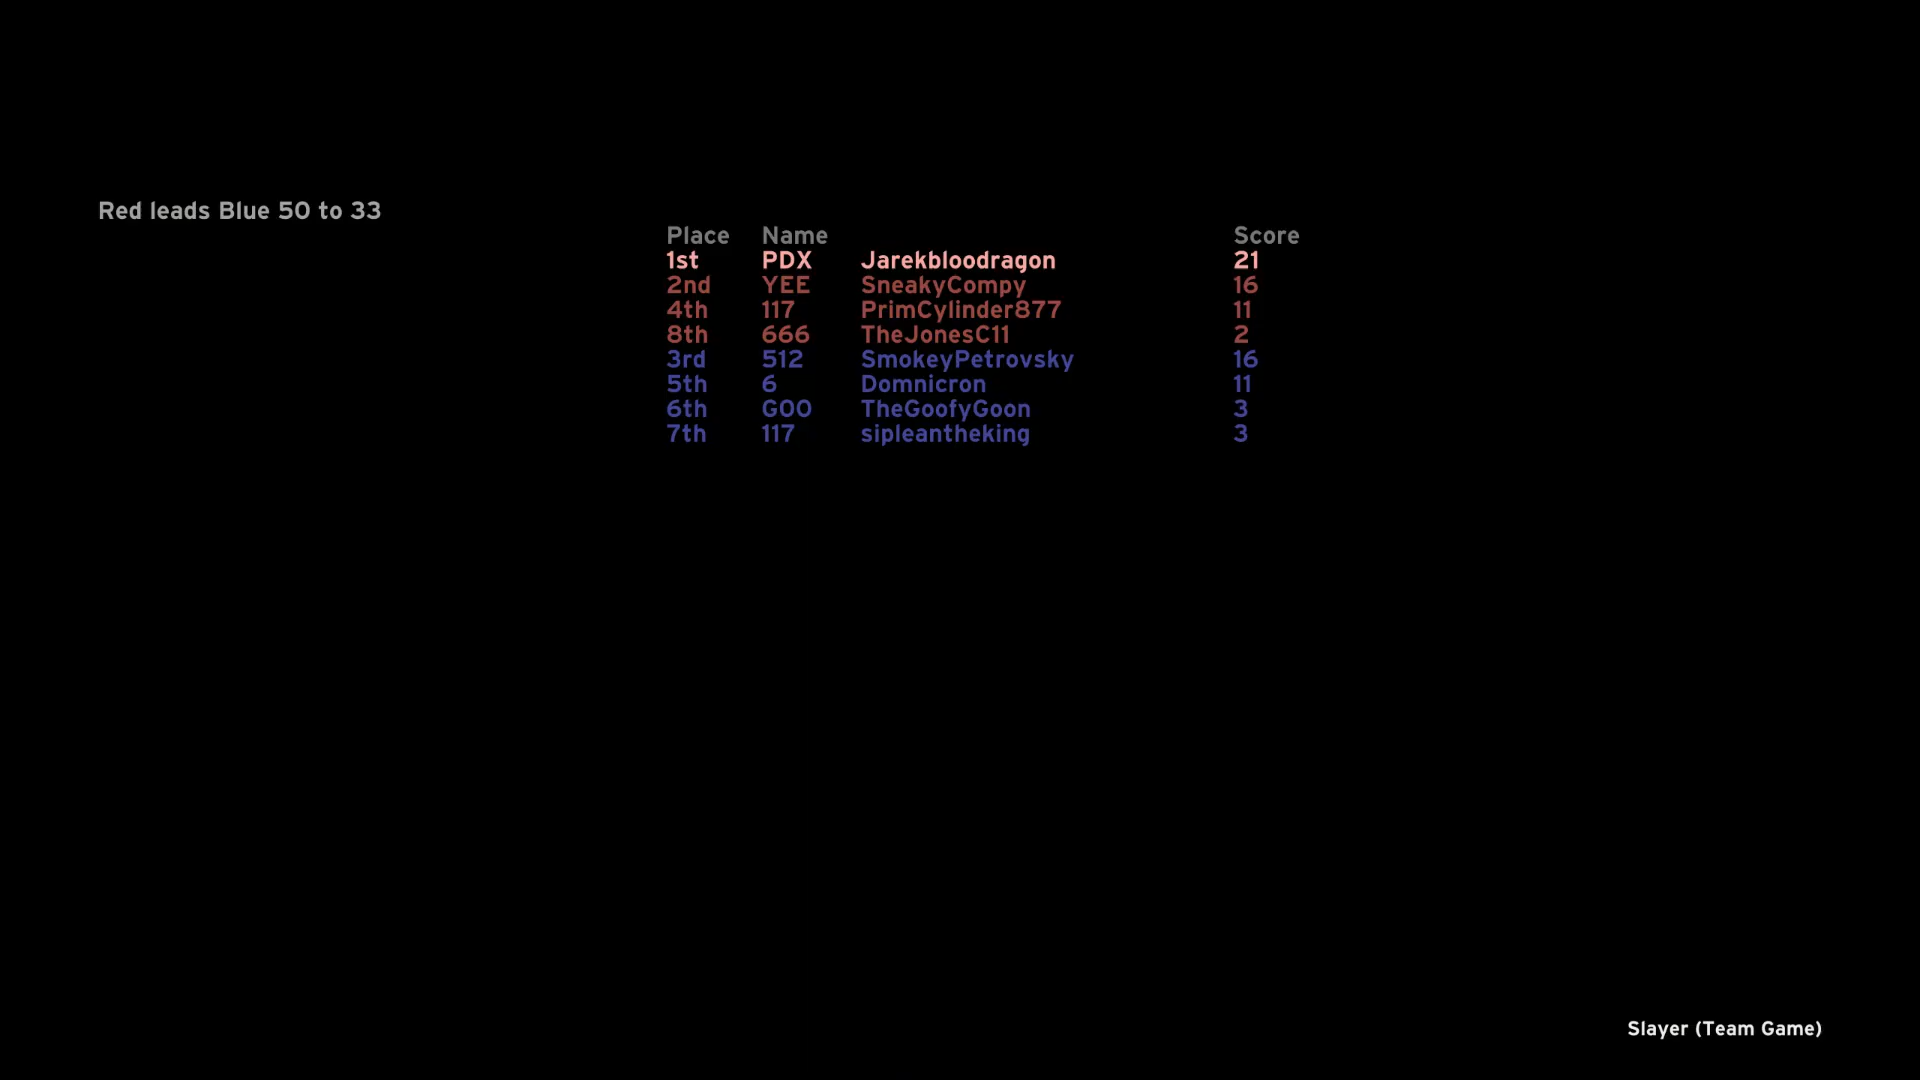 Red leads Blue 50 to 33
Place Name Score
1st PDX Jarekbloodragon 21
2nd YEE SneakyCompy 16
4th 117 PrimCylinder877 11
8th 666 TheJonesC11 2
3rd 512 SmokeyPetrovsky 16
5th 6 Domnicron 11
6th GOO TheGoofyGoon 3
7th 117 sipleantheking 3
Slayer (Team Game)